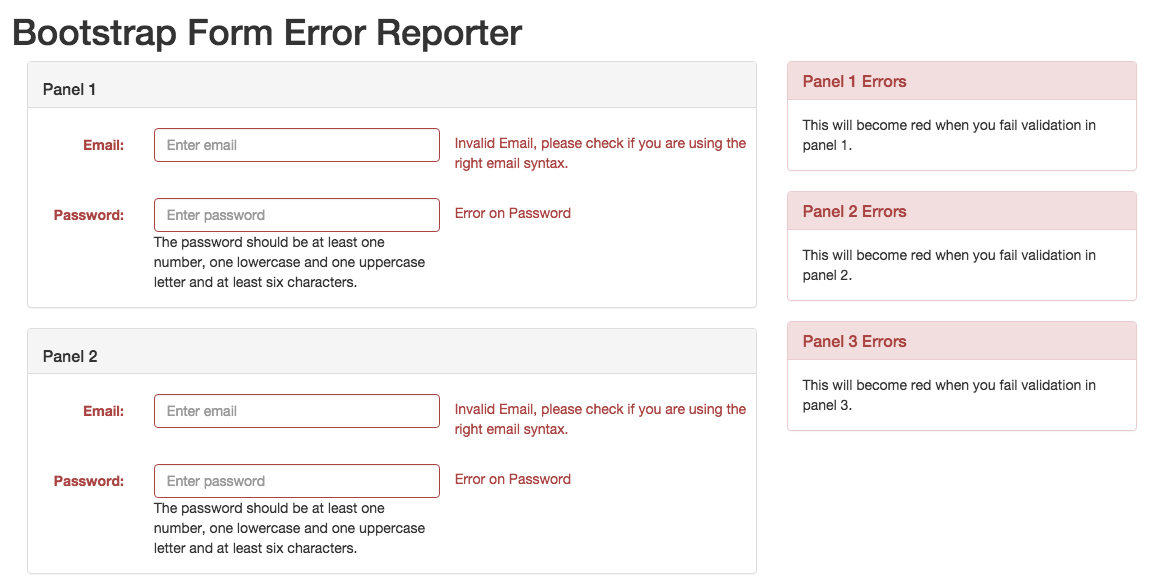 Bootstrap Form Error Reporter
Panel 1
Email:
Enter email
Invalid Email, please check if you are using the
right email syntax.
Password:
Enter password
Error on Password
The password should be at least one
number, one lowercase and one uppercase
letter and at least six characters.
Panel 2
Email:
Enter email
Invalid Email, please check if you are using the
right email syntax.
Password:
Enter password
Error on Password
The password should be at least one
number, one lowercase and one uppercase
letter and at least six characters.
Panel 1 Errors
This will become red when you fail validation in
panel 1.
Panel 2 Errors
This will become red when you fail validation in
panel 2.
Panel 3 Errors
This will become red when you fail validation in
panel 3.